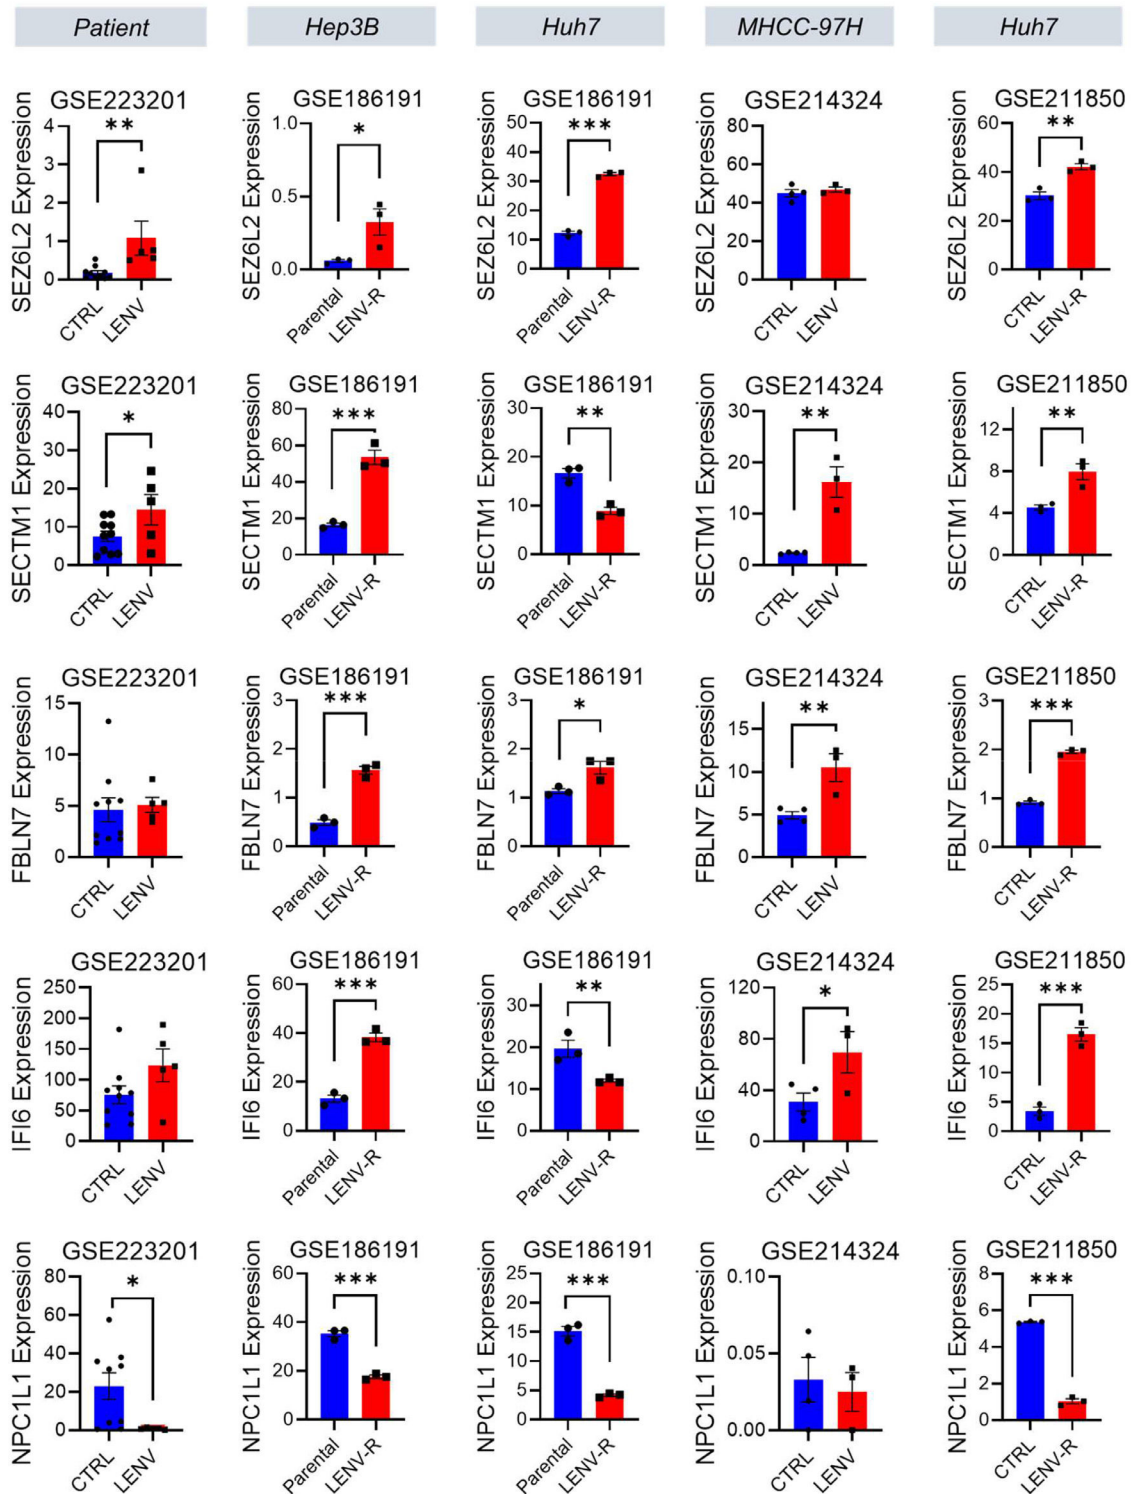 Patient Hep3B Huh7 MHCC-97H Huh7
GSE223201 GSE186191 GSE186191 GSE214324 GSE211850
SEZ6L2 Expression 4 3 2 1 0 ** CTRL LENV
SEZ6L2 Expression 1.0 0.5 0.0 * Parental LENV-R
SEZ6L2 Expression 50 40 30 20 10 0 *** Parental LENV-R
SEZ6L2 Expression 80 60 40 20 0 CTRL LENV
SEZ6L2 Expression 60 40 20 0 ** CTRL LENV-R
GSE223201 GSE186191 GSE186191 GSE214324 GSE211850
SECTM1 Expression 40 30 20 10 0 * CTRL LENV
SECTM1 Expression 80 60 40 20 0 *** Parental LENV-R
SECTM1 Expression 30 20 10 0 ** Parental LENV-R
SECTM1 Expression 30 20 10 0 ** CTRL LENV
SECTM1 Expression 12 8 4 0 ** CTRL LENV-R
GSE223201 GSE186191 GSE186191 GSE214324 GSE211850
FBLN7 Expression 15 10 5 0 CTRL LENV
FBLN7 Expression 3 2 1 0 *** Parental LENV-R
FBLN7 Expression 3 2 1 0 * Parental LENV-R
FBLN7 Expression 15 10 5 0 ** CTRL LENV
FBLN7 Expression 3 2 1 0 *** CTRL LENV-R
GSE223201 GSE186191 GSE186191 GSE214324 GSE211850
IFI6 Expression 250 200 150 100 50 0 CTRL LENV
IFI6 Expression 60 40 20 0 *** Parental LENV-R
IFI6 Expression 30 20 10 0 ** Parental LENV-R
IFI6 Expression 120 80 40 0 * CTRL LENV
IFI6 Expression 25 20 15 10 5 0 *** CTRL LENV-R
GSE223201 GSE186191 GSE186191 GSE214324 GSE211850
NPC1L1 Expression 80 60 40 20 0 * CTRL LENV
NPC1L1 Expression 60 40 20 0 *** Parental LENV-R
NPC1L1 Expression 25 20 15 10 5 0 *** Parental LENV-R
NPC1L1 Expression 0.10 0.05 0.00 CTRL LENV
NPC1L1 Expression 8 6 4 2 0 *** CTRL LENV-R